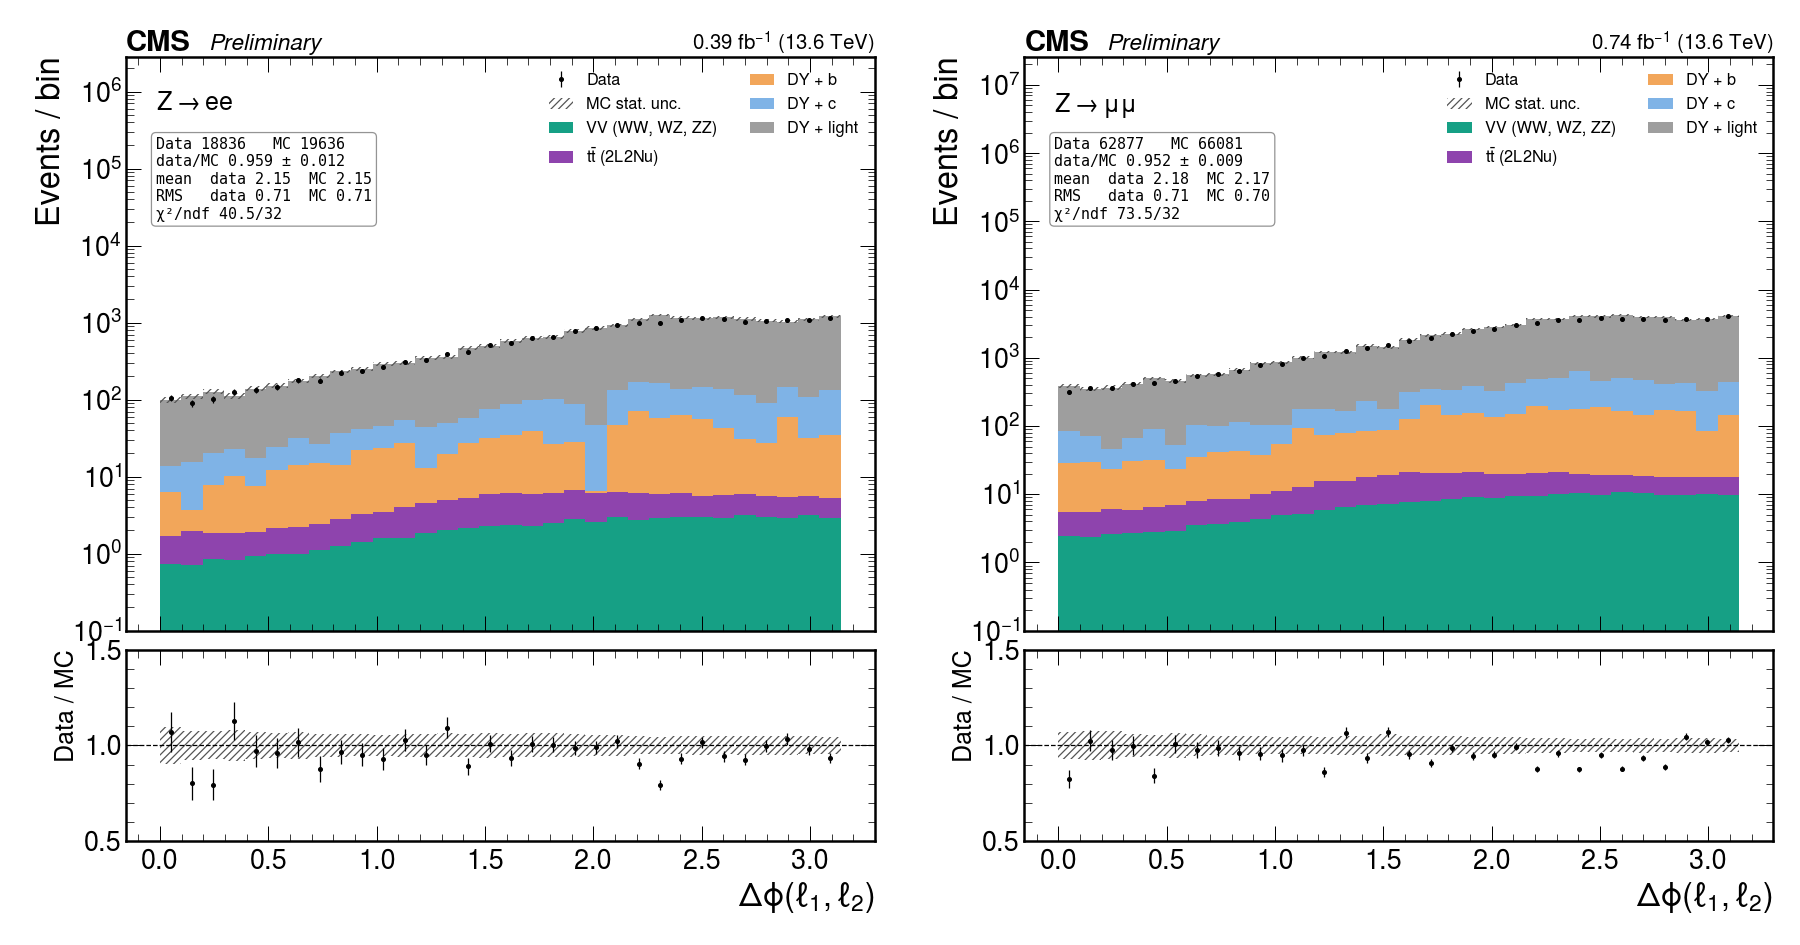 CMS Preliminary 0.39 fb⁻¹ (13.6 TeV)
Events / bin
10⁶
10⁵
10⁴
10³
10²
10¹
10⁰
10⁻¹
Z → ee
Data 18836 MC 19636
data/MC 0.959 ± 0.012
mean data 2.15 MC 2.15
RMS data 0.71 MC 0.71
χ²/ndf 40.5/32
Data
MC stat. unc.
VV (WW, WZ, ZZ)
tt̄ (2L2Nu)
DY + b
DY + c
DY + light
Data / MC
1.5
1.0
0.5
0.0 0.5 1.0 1.5 2.0 2.5 3.0
Δϕ(ℓ₁, ℓ₂)
CMS Preliminary 0.74 fb⁻¹ (13.6 TeV)
Events / bin
10⁷
10⁶
10⁵
10⁴
10³
10²
10¹
10⁰
10⁻¹
Z → μμ
Data 62877 MC 66081
data/MC 0.952 ± 0.009
mean data 2.18 MC 2.17
RMS data 0.71 MC 0.70
χ²/ndf 73.5/32
Data
MC stat. unc.
VV (WW, WZ, ZZ)
tt̄ (2L2Nu)
DY + b
DY + c
DY + light
Data / MC
1.5
1.0
0.5
0.0 0.5 1.0 1.5 2.0 2.5 3.0
Δϕ(ℓ₁, ℓ₂)